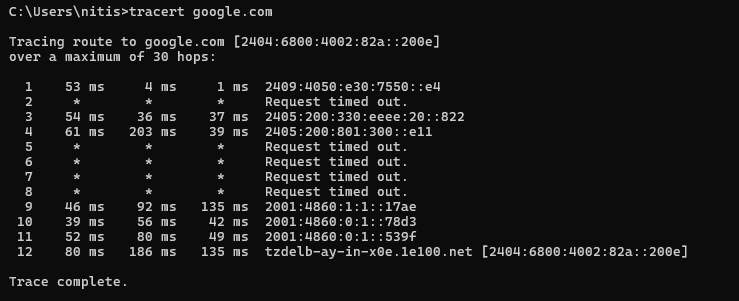 C:\Users\nitis>tracert google.com
Tracing route to google.com [2404:6800:4002:82a::200e]
over a maximum of 30 hops:
1 53 ms 4 ms 1 ms 2409:4050:e30:7550::e4
2 * * * Request timed out.
3 54 ms 36 ms 37 ms 2405:200:330:eeee:20::822
4 61 ms 203 ms 39 ms 2405:200:801:300::e11
5 * * * Request timed out.
6 * * * Request timed out.
7 * * * Request timed out.
8 * * * Request timed out.
9 46 ms 92 ms 135 ms 2001:4860:1:1::17ae
10 39 ms 56 ms 42 ms 2001:4860:0:1::78d3
11 52 ms 80 ms 49 ms 2001:4860:0:1::539f
12 80 ms 186 ms 135 ms tzdelb-ay-in-x0e.1e100.net [2404:6800:4002:82a::200e]
Trace complete.